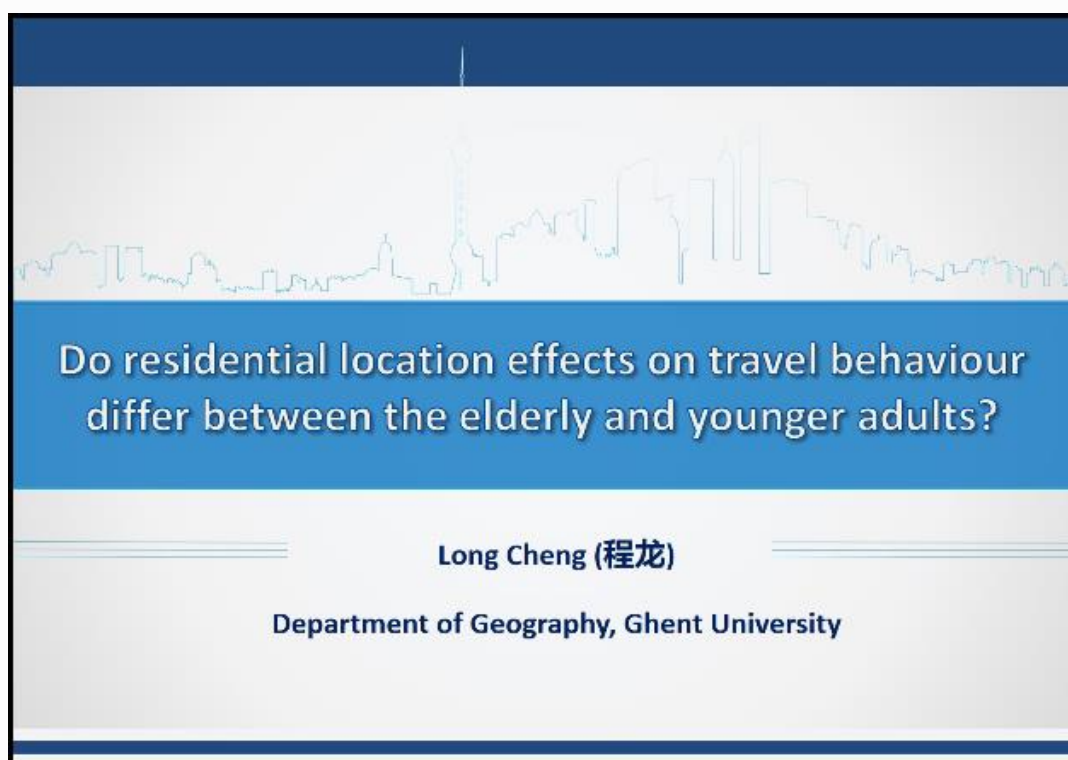 Do residential location effects on travel behaviour
differ between the elderly and younger adults?
Long Cheng (程龙)
Department of Geography, Ghent University